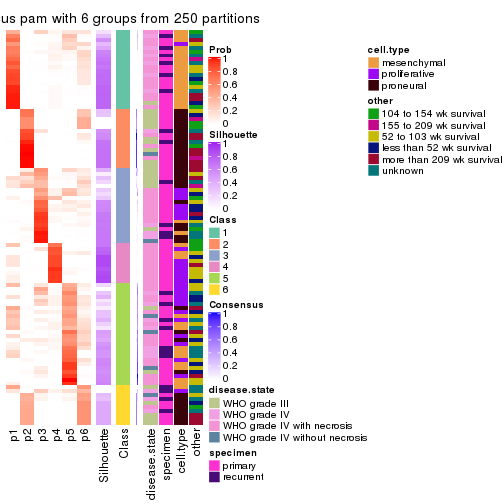 us pam with 6 groups from 250 partitions
Prob
1
0.8
0.6
0.4
0.2
0
Silhouette
1
0.8
0.6
0.4
0.2
0
Class
1
2
3
4
5
6
Consensus
1
0.8
0.6
0.4
0.2
0
disease.state
WHO grade III
WHO grade IV
WHO grade IV with necrosis
WHO grade IV without necrosis
specimen
primary
recurrent
cell.type
mesenchymal
proliferative
proneural
other
104 to 154 wk survival
155 to 209 wk survival
52 to 103 wk survival
less than 52 wk survival
more than 209 wk survival
unknown
p1
p2
p3
p4
p5
p6
Silhouette
Class
disease.state
specimen
cell.type
other